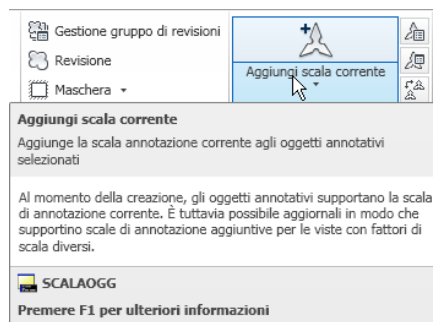 Gestione gruppo di revisioni
Revisione
Maschera
Aggiungi scala corrente
Aggiungi scala corrente
Aggiunge la scala annotazione corrente agli oggetti annotativi
selezionati
Al momento della creazione, gli oggetti annotativi supportano la scala
di annotazione corrente. È tuttavia possibile aggiornali in modo che
supportino scale di annotazione aggiuntive per le viste con fattori di
scala diversi.
SCALAOGG
Premere F1 per ulteriori informazioni